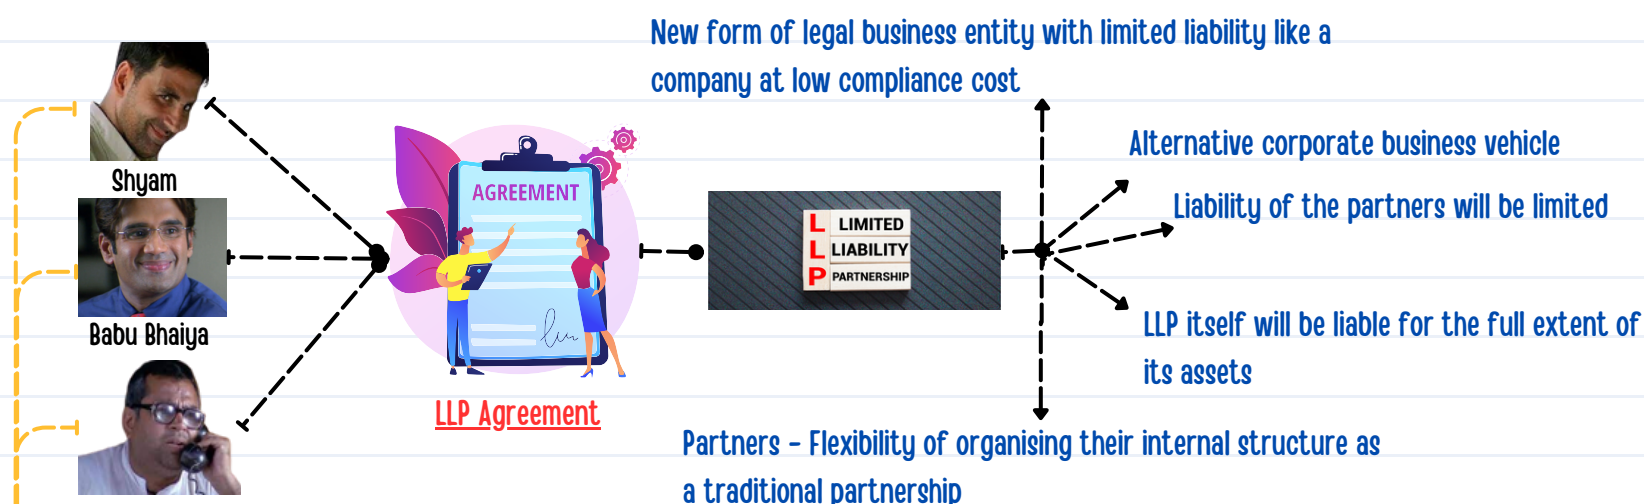 New form of legal business entity with limited liability like a
company at low compliance cost
Shyam
Babu Bhaiya
AGREEMENT
LLP Agreement
L LIMITED
L LIABILITY
P PARTNERSHIP
Alternative corporate business vehicle
Liability of the partners will be limited
LLP itself will be liable for the full extent of
its assets
Partners - Flexibility of organising their internal structure as
a traditional partnership